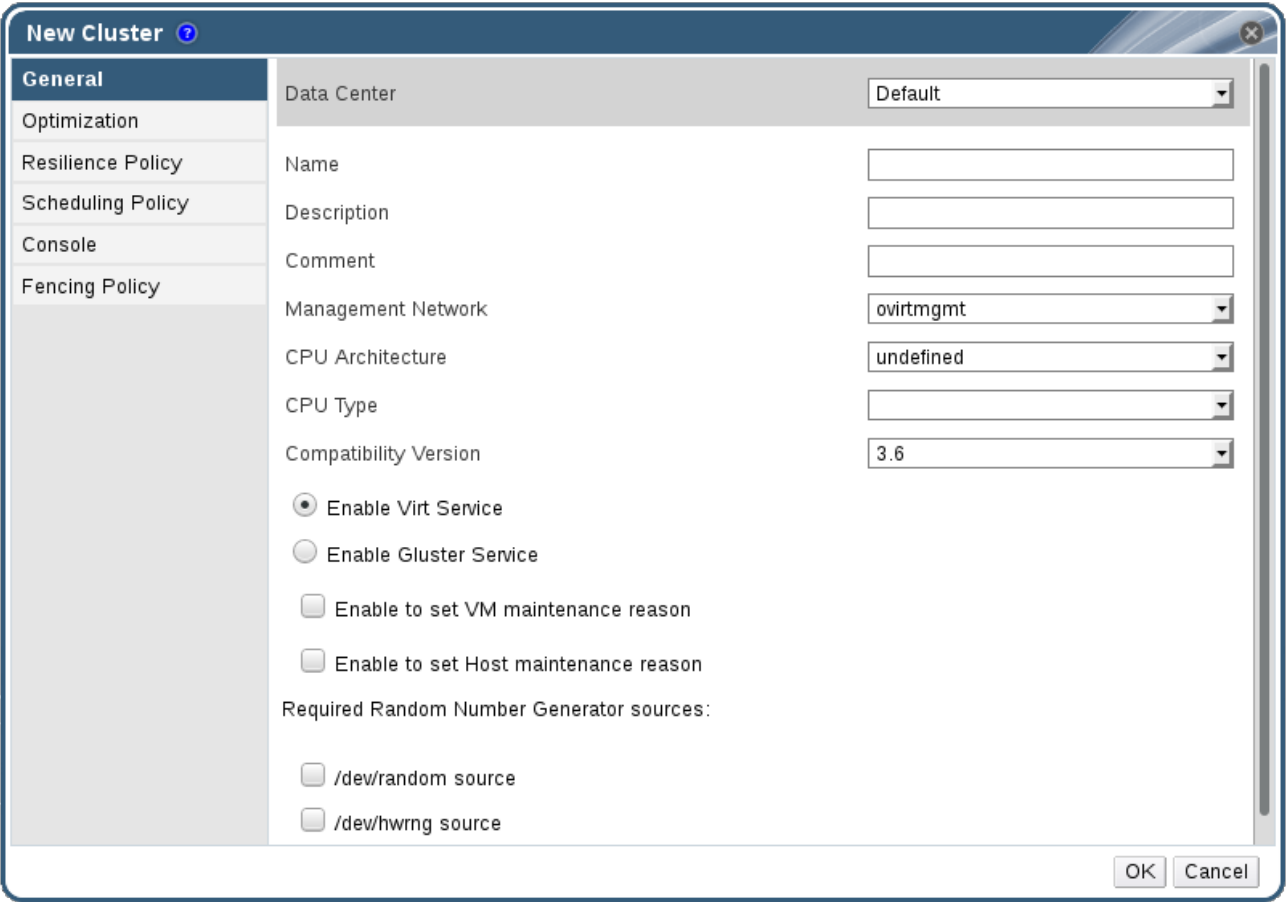 New Cluster ?
General
Optimization
Resilience Policy
Scheduling Policy
Console
Fencing Policy
Data Center Default
Name
Description
Comment
Management Network ovirtmgmt
CPU Architecture undefined
CPU Type
Compatibility Version 3.6
Enable Virt Service
Enable Gluster Service
Enable to set VM maintenance reason
Enable to set Host maintenance reason
Required Random Number Generator sources:
/dev/random source
/dev/hwrng source
OK Cancel